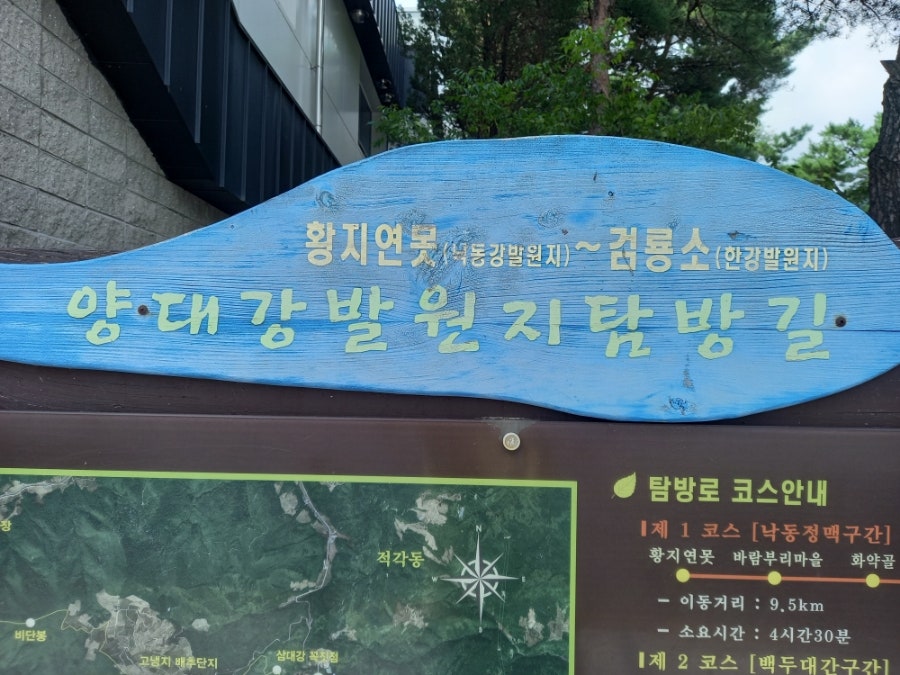 황지연못(낙동강발원지)~검룡소(한강발원지)
양대강발원지탐방길
탐방로 코스안내
제 1 코스 [낙동정맥구간]
황지연못 바람부리마을 화약골
- 이동거리 : 9.5km
- 소요시간 : 4시간30분
제 2 코스 [백두대간구간]
장
적각동
N
W E
S
비단봉
고냉지 배추단지
삼대강 꼭짓점